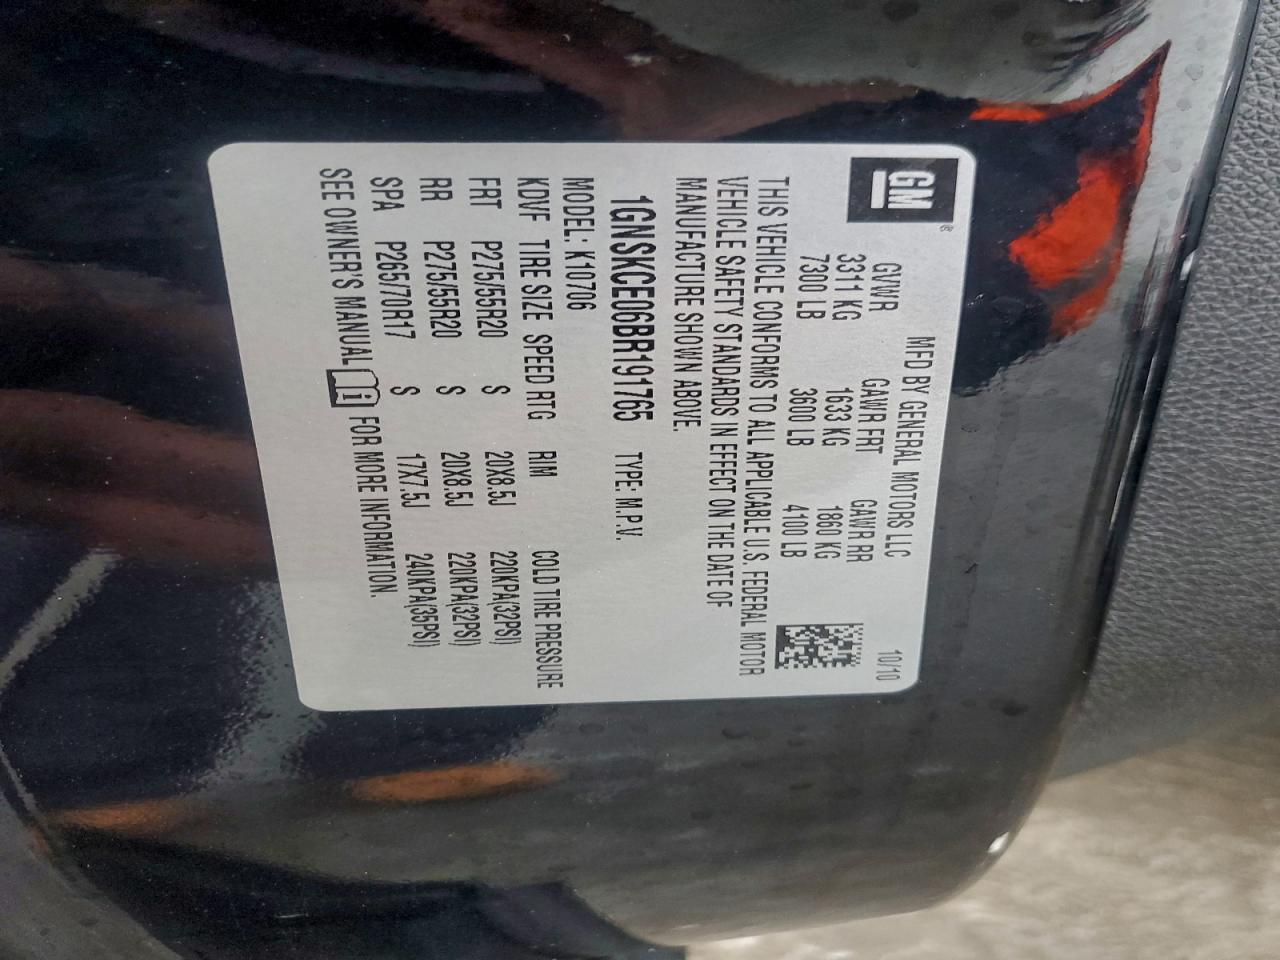 GM®
MFD BY GENERAL MOTORS LLC 10/10
GVWR GAWR FRT GAWR RR
3311 KG 1633 KG 1860 KG
7300 LB 3600 LB 4100 LB
THIS VEHICLE CONFORMS TO ALL APPLICABLE U.S. FEDERAL MOTOR
VEHICLE SAFETY STANDARDS IN EFFECT ON THE DATE OF
MANUFACTURE SHOWN ABOVE.
1GNSKCE06BR191765 TYPE: M.P.V.
MODEL: K10706
KDVF TIRE SIZE SPEED RTG RIM COLD TIRE PRESSURE
FRT P275/55R20 S 20X8.5J 220KPA(32PSI)
RR P275/55R20 S 20X8.5J 220KPA(32PSI)
SPA P265/70R17 S 17X7.5J 240KPA(35PSI)
SEE OWNER'S MANUAL i FOR MORE INFORMATION.